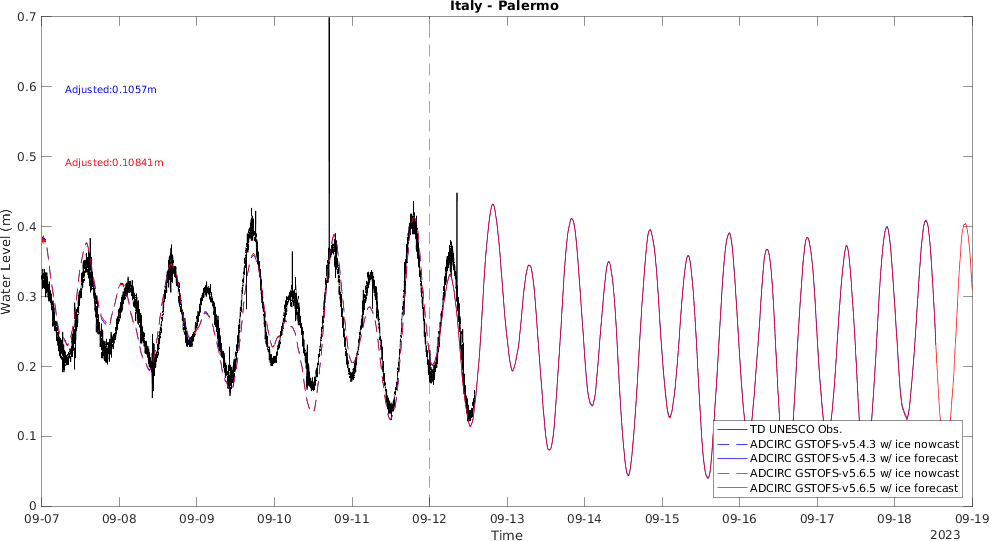 Italy - Palermo
0.7
0.6
0.5
0.4
0.3
0.2
0.1
0
Water Level (m)
Adjusted:0.1057m
Adjusted:0.10841m
TD UNESCO Obs.
ADCIRC GSTOFS-v5.4.3 w/ ice nowcast
ADCIRC GSTOFS-v5.4.3 w/ ice forecast
ADCIRC GSTOFS-v5.6.5 w/ ice nowcast
ADCIRC GSTOFS-v5.6.5 w/ ice forecast
09-07 09-08 09-09 09-10 09-11 09-12 09-13 09-14 09-15 09-16 09-17 09-18 09-19
Time
2023